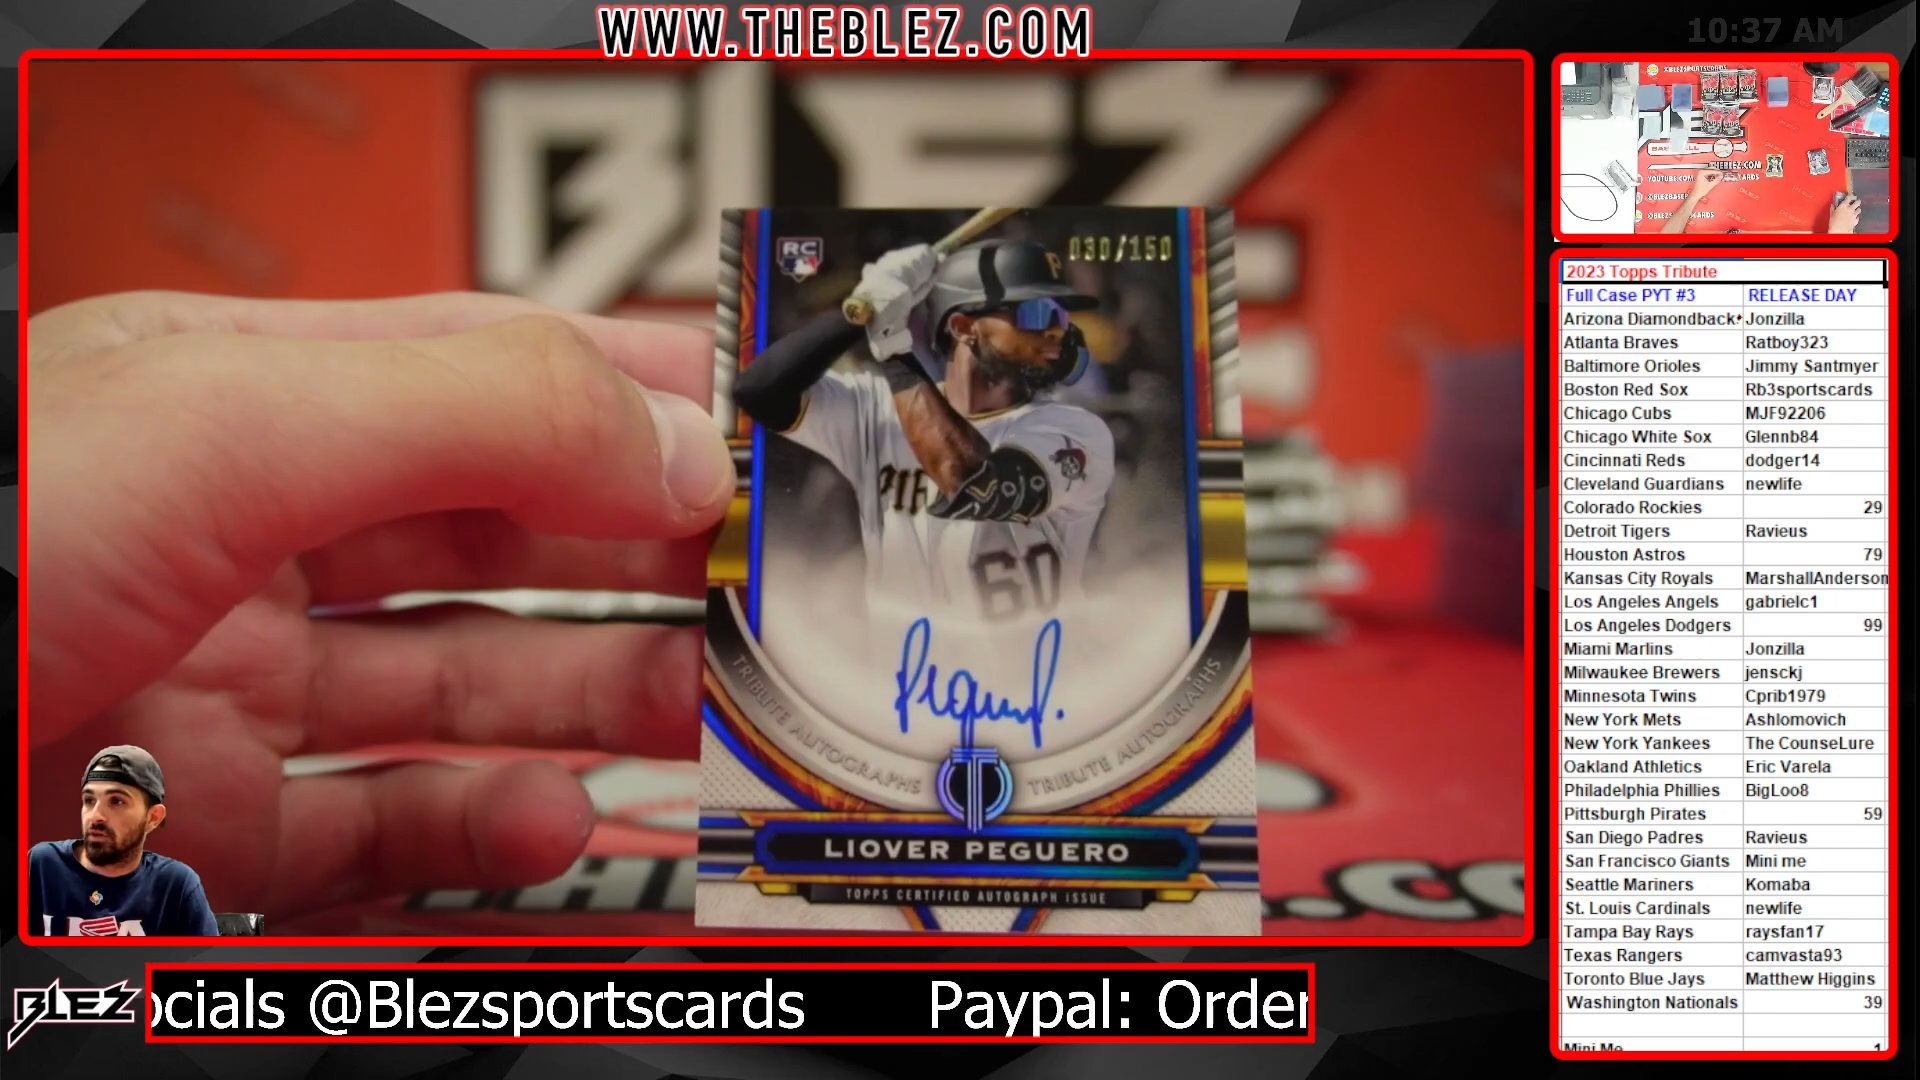 WWW.THEBLEZ.COM
10:37 AM
BLEZ
RC
030/150
P
60
TRIBUTE AUTOGRAPHS
TRIBUTE AUTOGRAPHS
LIOVER PEGUERO
TOPPS CERTIFIED AUTOGRAPH ISSUE
THEBLEZ.COM
2023 Topps Tribute
Full Case PYT #3 RELEASE DAY
Arizona Diamondback Jonzilla
Atlanta Braves Ratboy323
Baltimore Orioles Jimmy Santmyer
Boston Red Sox Rb3sportscards
Chicago Cubs MJF92206
Chicago White Sox Glennb84
Cincinnati Reds dodger14
Cleveland Guardians newlife
Colorado Rockies 29
Detroit Tigers Ravieus
Houston Astros 79
Kansas City Royals MarshallAnderson
Los Angeles Angels gabrielc1
Los Angeles Dodgers 99
Miami Marlins Jonzilla
Milwaukee Brewers jensckj
Minnesota Twins Cprib1979
New York Mets Ashlomovich
New York Yankees The CounseLure
Oakland Athletics Eric Varela
Philadelphia Phillies BigLoo8
Pittsburgh Pirates 59
San Diego Padres Ravieus
San Francisco Giants Mini me
Seattle Mariners Komaba
St. Louis Cardinals newlife
Tampa Bay Rays raysfan17
Texas Rangers camvasta93
Toronto Blue Jays Matthew Higgins
Washington Nationals 39
Mini Me 1
BLEZ
ocials @Blezsportscards Paypal: Order